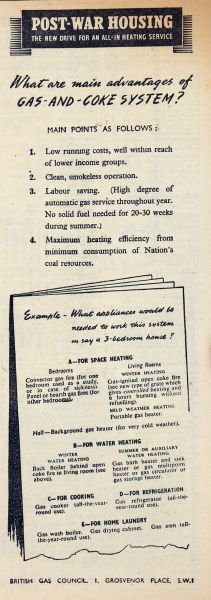 POST-WAR HOUSING
THE NEW DRIVE FOR AN ALL-IN HEATING SERVICE
What are main advantages of
GAS-AND-COKE SYSTEM?
MAIN POINTS AS FOLLOWS:
1. Low running costs, well within reach
of lower income groups.
2. Clean, smokeless operation.
3. Labour saving. (High degree of
automatic gas service throughout year.
No solid fuel needed for 20-30 weeks
during summer.)
4. Maximum heating efficiency from
minimum consumption of Nation's
coal resources.
Example - What appliances would be
needed to work this system
in say a 3-bedroom house?
A—FOR SPACE HEATING
Bedrooms
Convector gas fire (for one
bedroom used as a study,
or in case of sickness).
Panel or hearth gas fires (for
other bedrooms)
Living Rooms
WINTER HEATING
Gas-ignited open coke fire
(see new type of grate which
gives controlled heating and
8 hours burning without
refuelling).
MILD WEATHER HEATING
Portable gas heater.
Hall—Background gas heater (for very cold weather).
B—FOR WATER HEATING
WINTER
WATER HEATING
Back Boiler behind open
coke fire in living room (see
above).
SUMMER OR AUXILIARY
WATER HEATING
Gas bath heater and sink
heater or gas multipoint
heater or gas circulator or
gas storage heater.
C—FOR COOKING
Gas cooker (all-the-year-
round use).
D—FOR REFRIGERATION
Gas refrigerator (all-the-
year-round use).
E—FOR HOME LAUNDRY
Gas wash boiler. Gas drying cabinet. Gas iron (all-
the-year-round use).
BRITISH GAS COUNCIL, 1, GROSVENOR PLACE, S.W.1